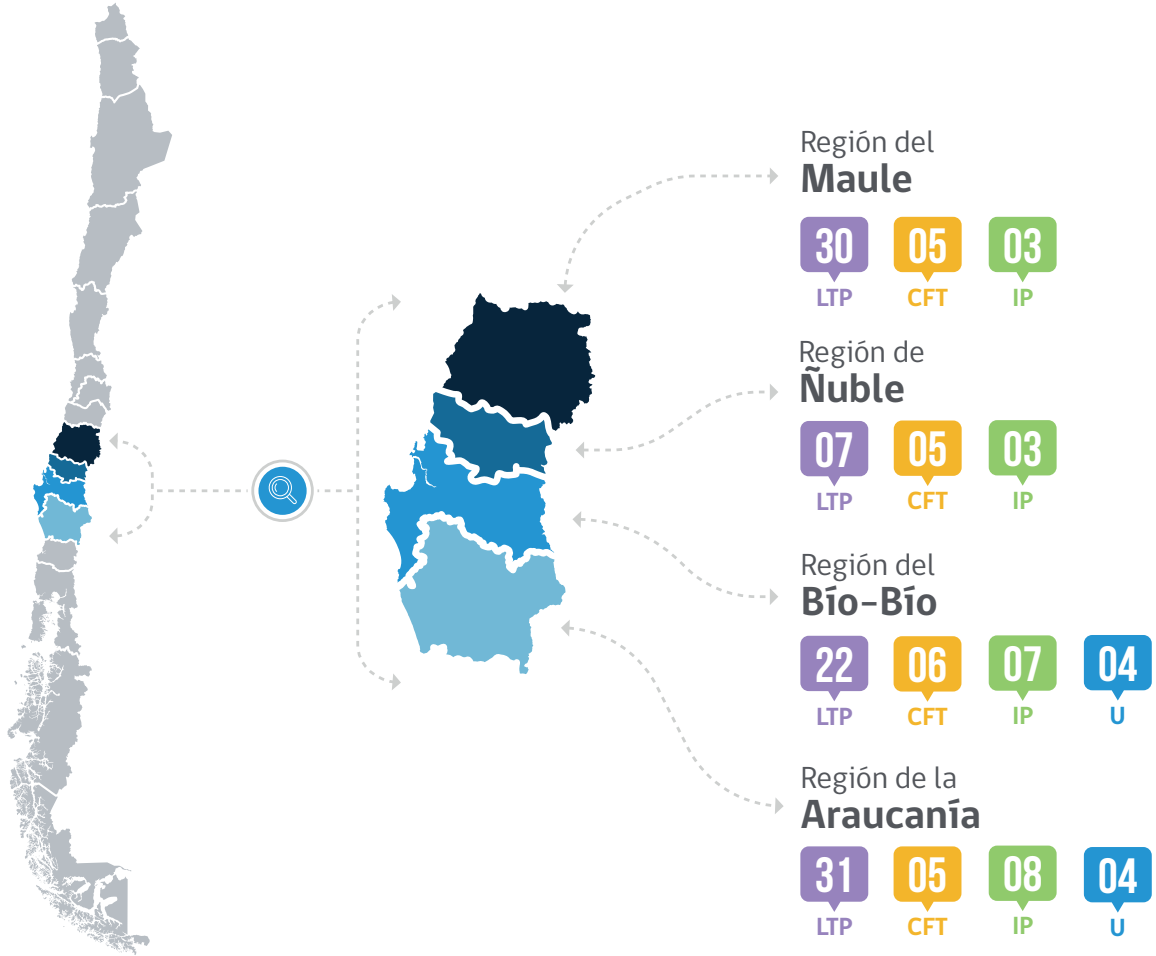 Región del
Maule
30 05 03
LTP CFT IP
Región de
Ñuble
07 05 03
LTP CFT IP
Región del
Bío-Bío
22 06 07 04
LTP CFT IP U
Región de la
Araucanía
31 05 08 04
LTP CFT IP U